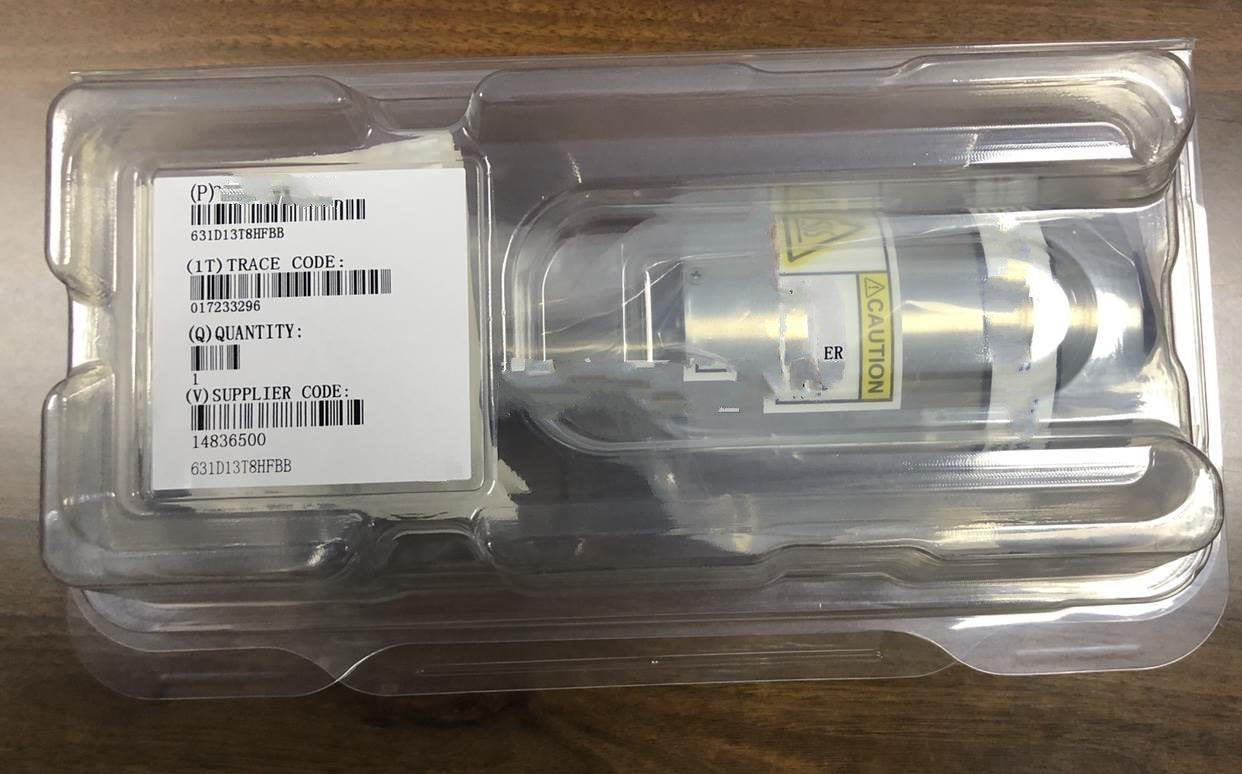 (P)
631D13T8HFBB
(1T) TRACE CODE:
017233296
(Q) QUANTITY:
1
(V) SUPPLIER CODE:
14836500
631D13T8HFBB
CAUTION
ER